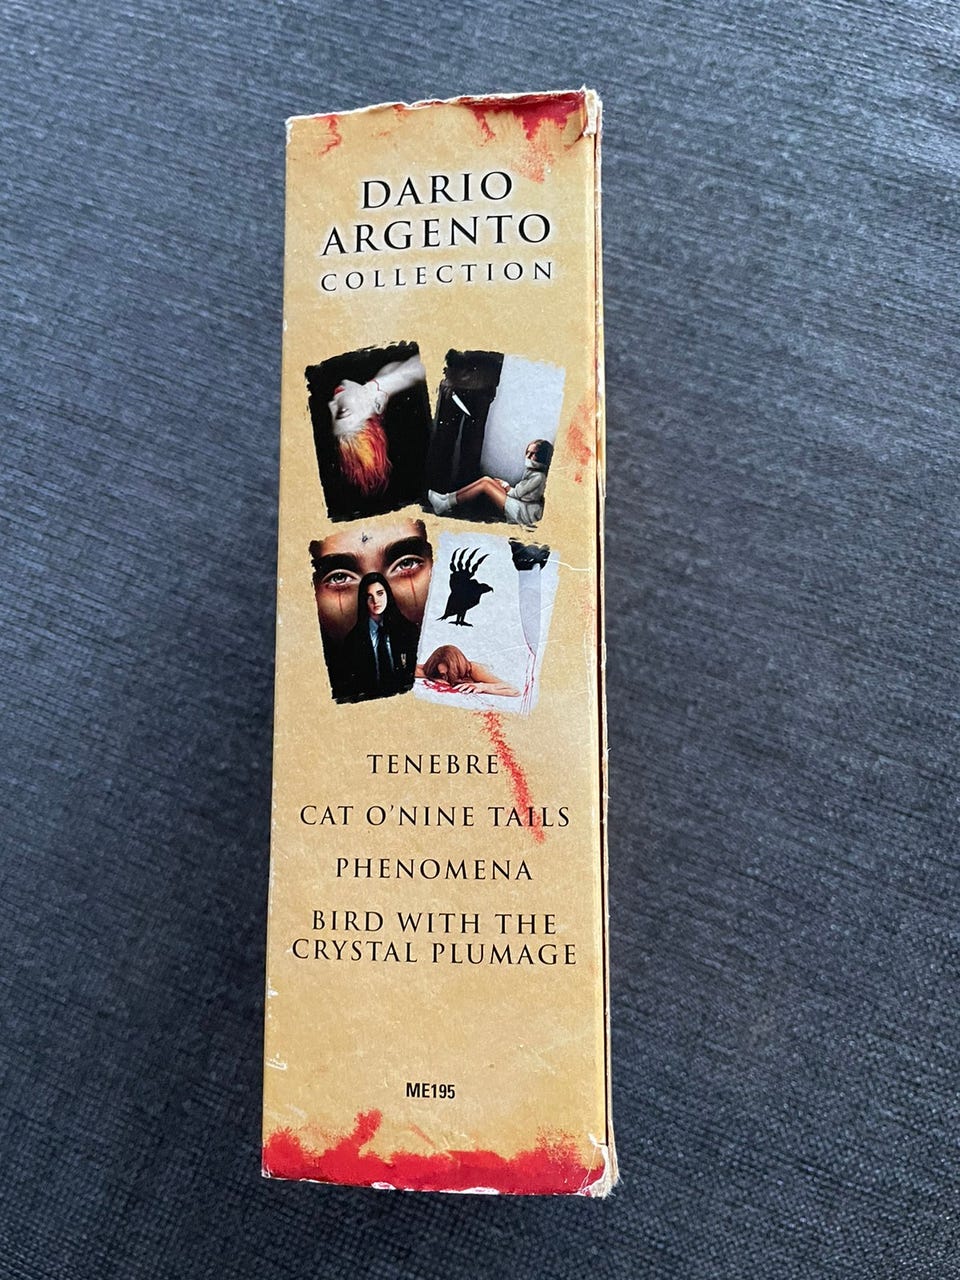 DARIO
ARGENTO
COLLECTION
TENEBRE
CAT O'NINE TAILS
PHENOMENA
BIRD WITH THE
CRYSTAL PLUMAGE
ME195